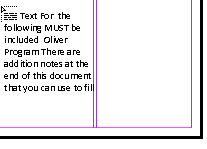 Text For the
following MUST be
included Oliver
Program There are
addition notes at the
end of this document
that you can use to fill